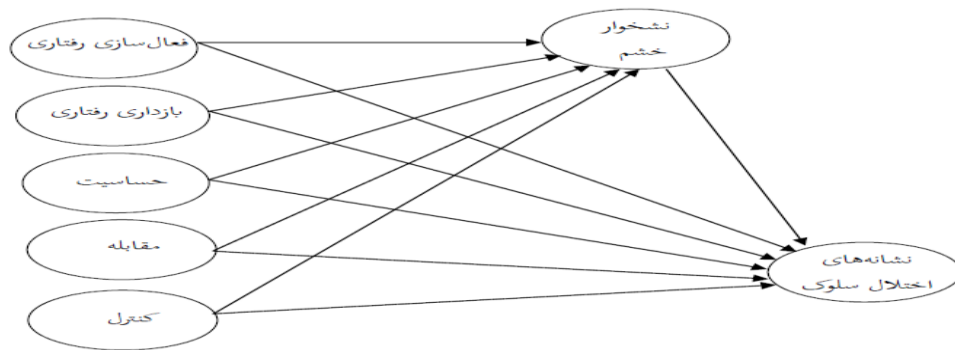 نشخوار
خشم
فعال‌سازی رفتاری
بازداری رفتاری
حساسیت
مقابله
کنترل
نشانه‌های
اختلال سلوک